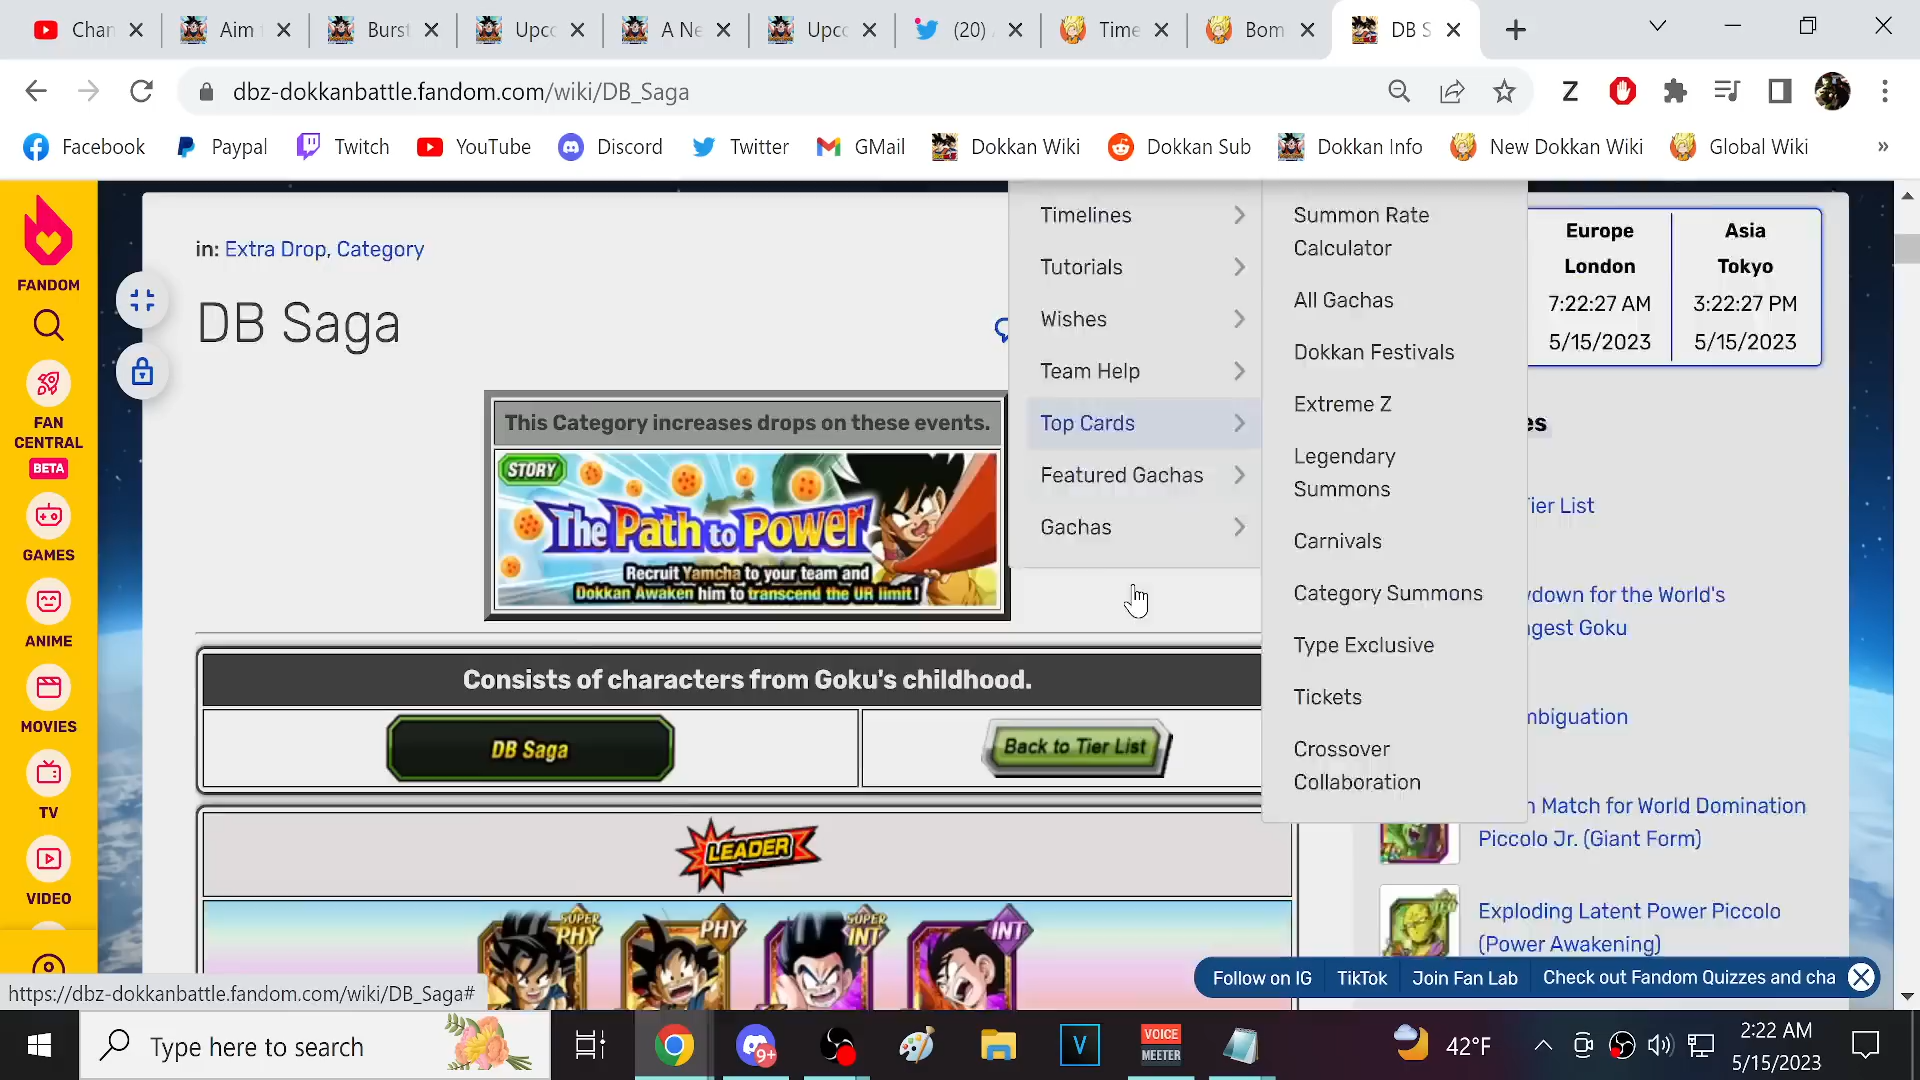 Chan
Aim
Burst
Upco
A Ne
Upco
(20)
Time
Bom
DB S
dbz-dokkanbattle.fandom.com/wiki/DB_Saga
Z
Facebook
Paypal
Twitch
YouTube
Discord
Twitter
GMail
Dokkan Wiki
Dokkan Sub
Dokkan Info
New Dokkan Wiki
Global Wiki
»
FANDOM
FAN
CENTRAL
BETA
GAMES
ANIME
MOVIES
TV
VIDEO
in: Extra Drop, Category
DB Saga
This Category increases drops on these events.
STORY
The Path to Power
Recruit Yamcha to your team and
Dokkan Awaken him to transcend the UR limit!
Consists of characters from Goku's childhood.
DB Saga
Back to Tier List
LEADER
SUPER
PHY
PHY
SUPER
INT
INT
Timelines
Tutorials
Wishes
Team Help
Top Cards
Featured Gachas
Gachas
Summon Rate
Calculator
All Gachas
Dokkan Festivals
Extreme Z
Legendary
Summons
Carnivals
Category Summons
Type Exclusive
Tickets
Crossover
Collaboration
Europe
London
7:22:27 AM
5/15/2023
Asia
Tokyo
3:22:27 PM
5/15/2023
es
ier List
down for the World's
gest Goku
mbiguation
n Match for World Domination
Piccolo Jr. (Giant Form)
Exploding Latent Power Piccolo
(Power Awakening)
Follow on IG
TikTok
Join Fan Lab
Check out Fandom Quizzes and cha
https://dbz-dokkanbattle.fandom.com/wiki/DB_Saga#
Type here to search
9+
V
VOICE
MEETER
42°F
2:22 AM
5/15/2023